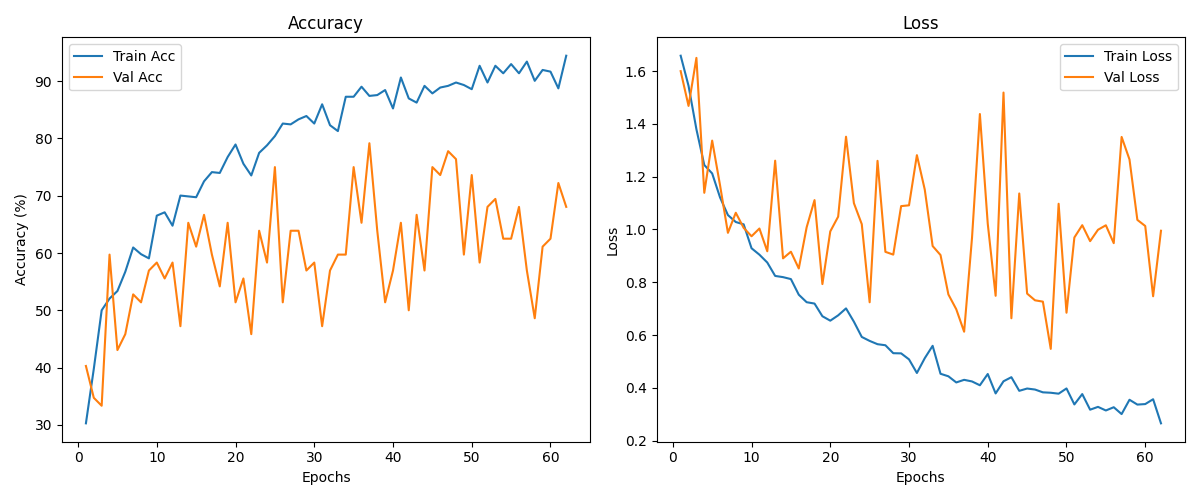 Accuracy
Train Acc
Val Acc
Accuracy (%)
90
80
70
60
50
40
30
0 10 20 30 40 50 60
Epochs
Loss
Train Loss
Val Loss
Loss
1.6
1.4
1.2
1.0
0.8
0.6
0.4
0.2
0 10 20 30 40 50 60
Epochs